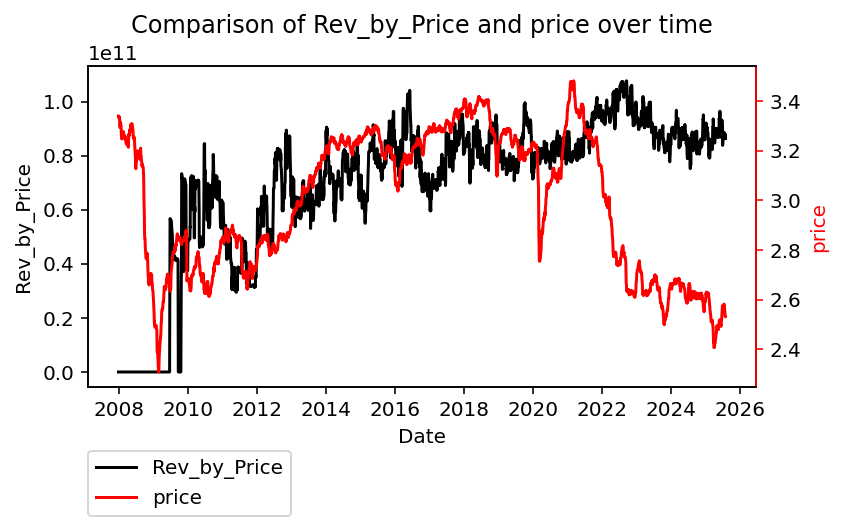 Comparison of Rev_by_Price and price over time
1e11
1.0
0.8
0.6
0.4
0.2
0.0
Rev_by_Price
3.4
3.2
3.0
2.8
2.6
2.4
price
2008 2010 2012 2014 2016 2018 2020 2022 2024 2026
Date
Rev_by_Price
price